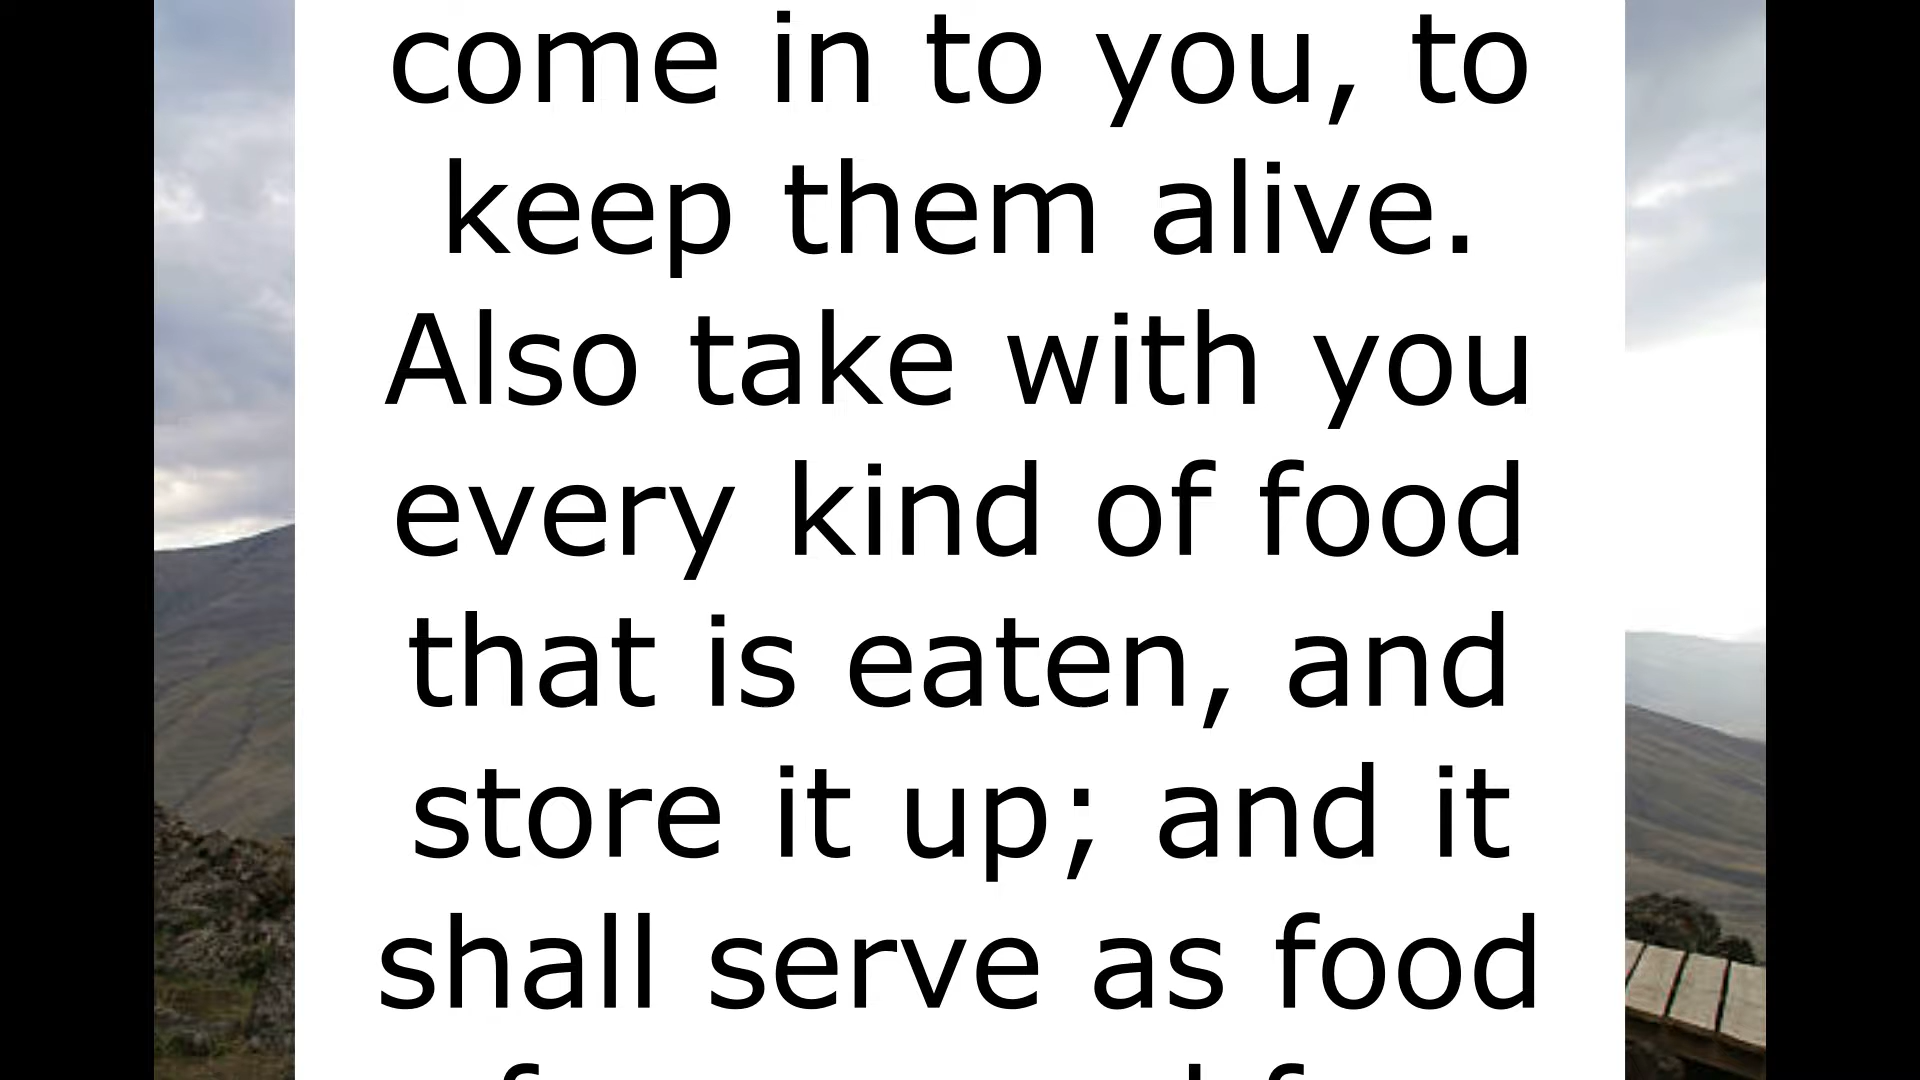 come in to you, to
keep them alive.
Also take with you
every kind of food
that is eaten, and
store it up; and it
shall serve as food